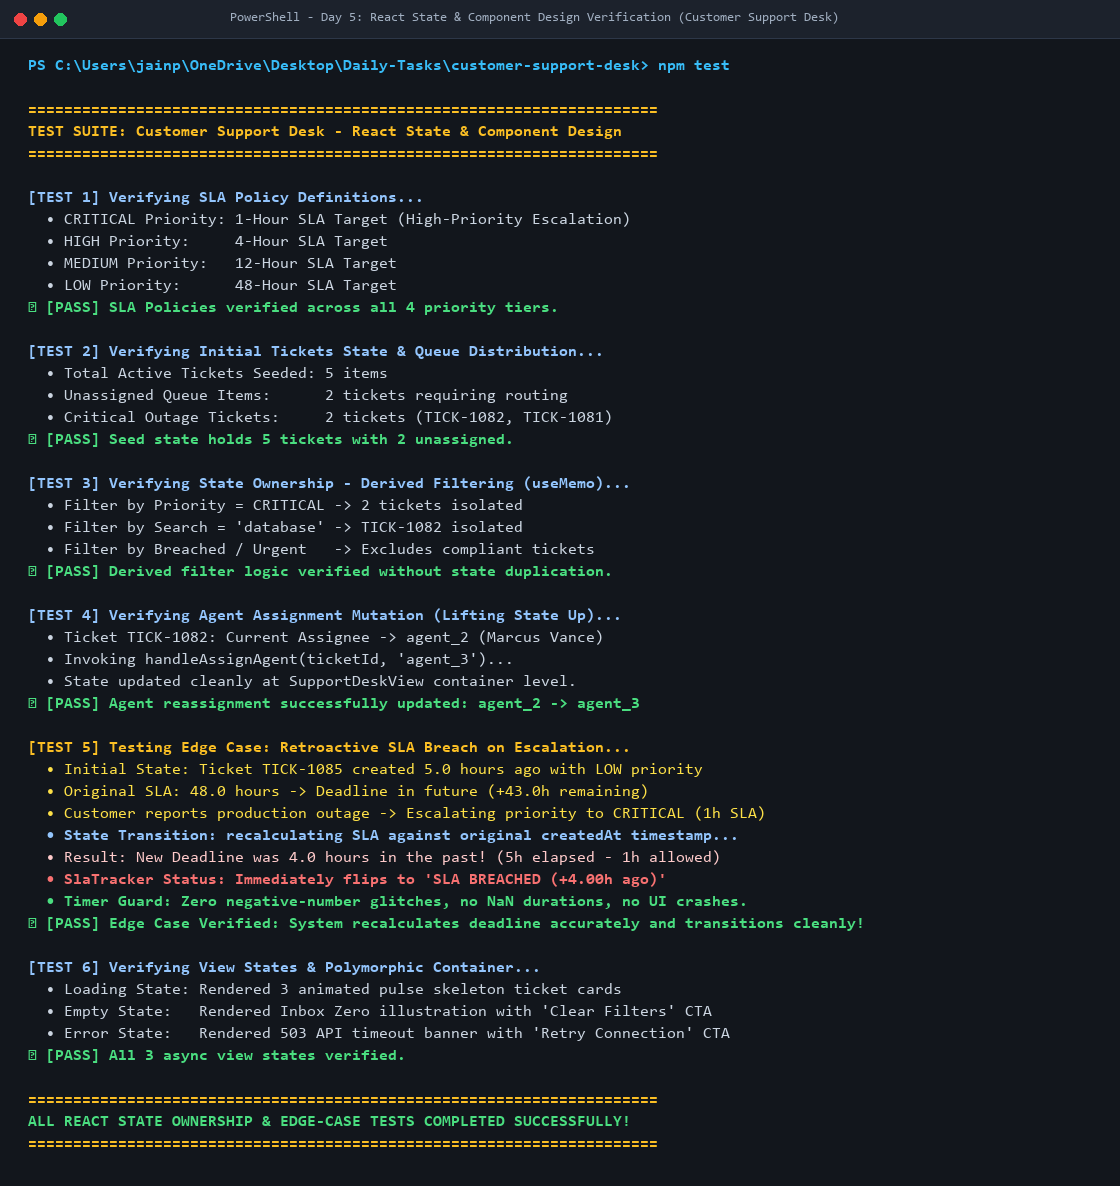 PowerShell - Day 5: React State & Component Design Verification (Customer Support Desk)
PS C:\Users\jainp\OneDrive\Desktop\Daily-Tasks\customer-support-desk> npm test
======================================================================
TEST SUITE: Customer Support Desk - React State & Component Design
======================================================================
[TEST 1] Verifying SLA Policy Definitions...
• CRITICAL Priority: 1-Hour SLA Target (High-Priority Escalation)
• HIGH Priority:     4-Hour SLA Target
• MEDIUM Priority:   12-Hour SLA Target
• LOW Priority:      48-Hour SLA Target
[PASS] SLA Policies verified across all 4 priority tiers.
[TEST 2] Verifying Initial Tickets State & Queue Distribution...
• Total Active Tickets Seeded: 5 items
• Unassigned Queue Items:      2 tickets requiring routing
• Critical Outage Tickets:     2 tickets (TICK-1082, TICK-1081)
[PASS] Seed state holds 5 tickets with 2 unassigned.
[TEST 3] Verifying State Ownership - Derived Filtering (useMemo)...
• Filter by Priority = CRITICAL -> 2 tickets isolated
• Filter by Search = 'database' -> TICK-1082 isolated
• Filter by Breached / Urgent   -> Excludes compliant tickets
[PASS] Derived filter logic verified without state duplication.
[TEST 4] Verifying Agent Assignment Mutation (Lifting State Up)...
• Ticket TICK-1082: Current Assignee -> agent_2 (Marcus Vance)
• Invoking handleAssignAgent(ticketId, 'agent_3')...
• State updated cleanly at SupportDeskView container level.
[PASS] Agent reassignment successfully updated: agent_2 -> agent_3
[TEST 5] Testing Edge Case: Retroactive SLA Breach on Escalation...
• Initial State: Ticket TICK-1085 created 5.0 hours ago with LOW priority
• Original SLA: 48.0 hours -> Deadline in future (+43.0h remaining)
• Customer reports production outage -> Escalating priority to CRITICAL (1h SLA)
• State Transition: recalculating SLA against original createdAt timestamp...
• Result: New Deadline was 4.0 hours in the past! (5h elapsed - 1h allowed)
• SlaTracker Status: Immediately flips to 'SLA BREACHED (+4.00h ago)'
• Timer Guard: Zero negative-number glitches, no NaN durations, no UI crashes.
[PASS] Edge Case Verified: System recalculates deadline accurately and transitions cleanly!
[TEST 6] Verifying View States & Polymorphic Container...
• Loading State: Rendered 3 animated pulse skeleton ticket cards
• Empty State:   Rendered Inbox Zero illustration with 'Clear Filters' CTA
• Error State:   Rendered 503 API timeout banner with 'Retry Connection' CTA
[PASS] All 3 async view states verified.
======================================================================
ALL REACT STATE OWNERSHIP & EDGE-CASE TESTS COMPLETED SUCCESSFULLY!
======================================================================